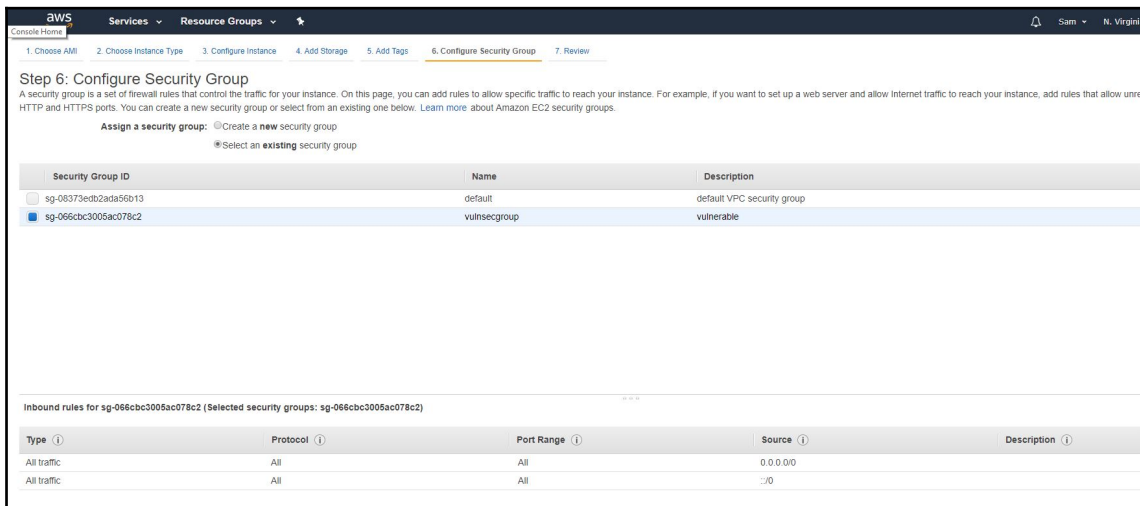 aws
Services
Resource Groups
Sam
N. Virgini
Console Home
1. Choose AMI 2. Choose Instance Type 3. Configure Instance 4. Add Storage 5. Add Tags 6. Configure Security Group 7. Review
Step 6: Configure Security Group
A security group is a set of firewall rules that control the traffic for your instance. On this page, you can add rules to allow specific traffic to reach your instance. For example, if you want to set up a web server and allow Internet traffic to reach your instance, add rules that allow unre
HTTP and HTTPS ports. You can create a new security group or select from an existing one below. Learn more about Amazon EC2 security groups.
Assign a security group: Create a new security group
Select an existing security group
Security Group ID Name Description
sg-08373edb2ada56b13 default default VPC security group
sg-066cbc3005ac078c2 vulnsecgroup vulnerable
Inbound rules for sg-066cbc3005ac078c2 (Selected security groups: sg-066cbc3005ac078c2)
Type Protocol Port Range Source Description
All traffic All All 0.0.0.0/0
All traffic All All ::/0